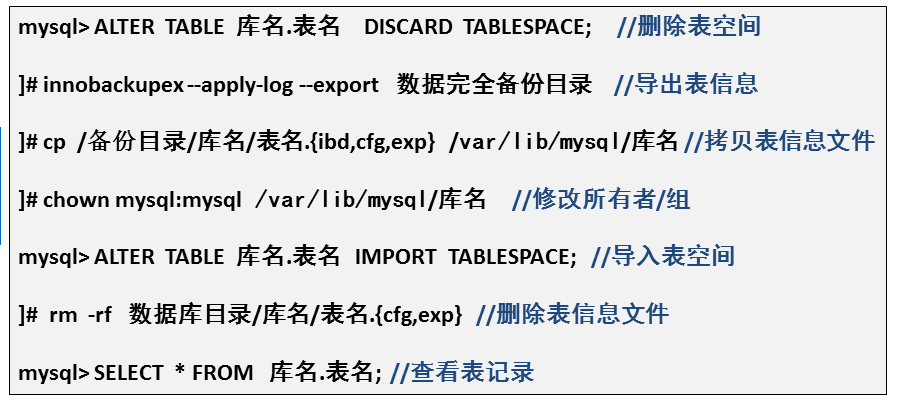 mysql> ALTER TABLE 库名.表名 DISCARD TABLESPACE; //删除表空间
]# innobackupex --apply-log --export 数据完全备份目录 //导出表信息
]# cp /备份目录/库名/表名.{ibd,cfg,exp} /var/lib/mysql/库名 //拷贝表信息文件
]# chown mysql:mysql /var/lib/mysql/库名 //修改所有者/组
mysql> ALTER TABLE 库名.表名 IMPORT TABLESPACE; //导入表空间
]# rm -rf 数据库目录/库名/表名.{cfg,exp} //删除表信息文件
mysql> SELECT * FROM 库名.表名; //查看表记录